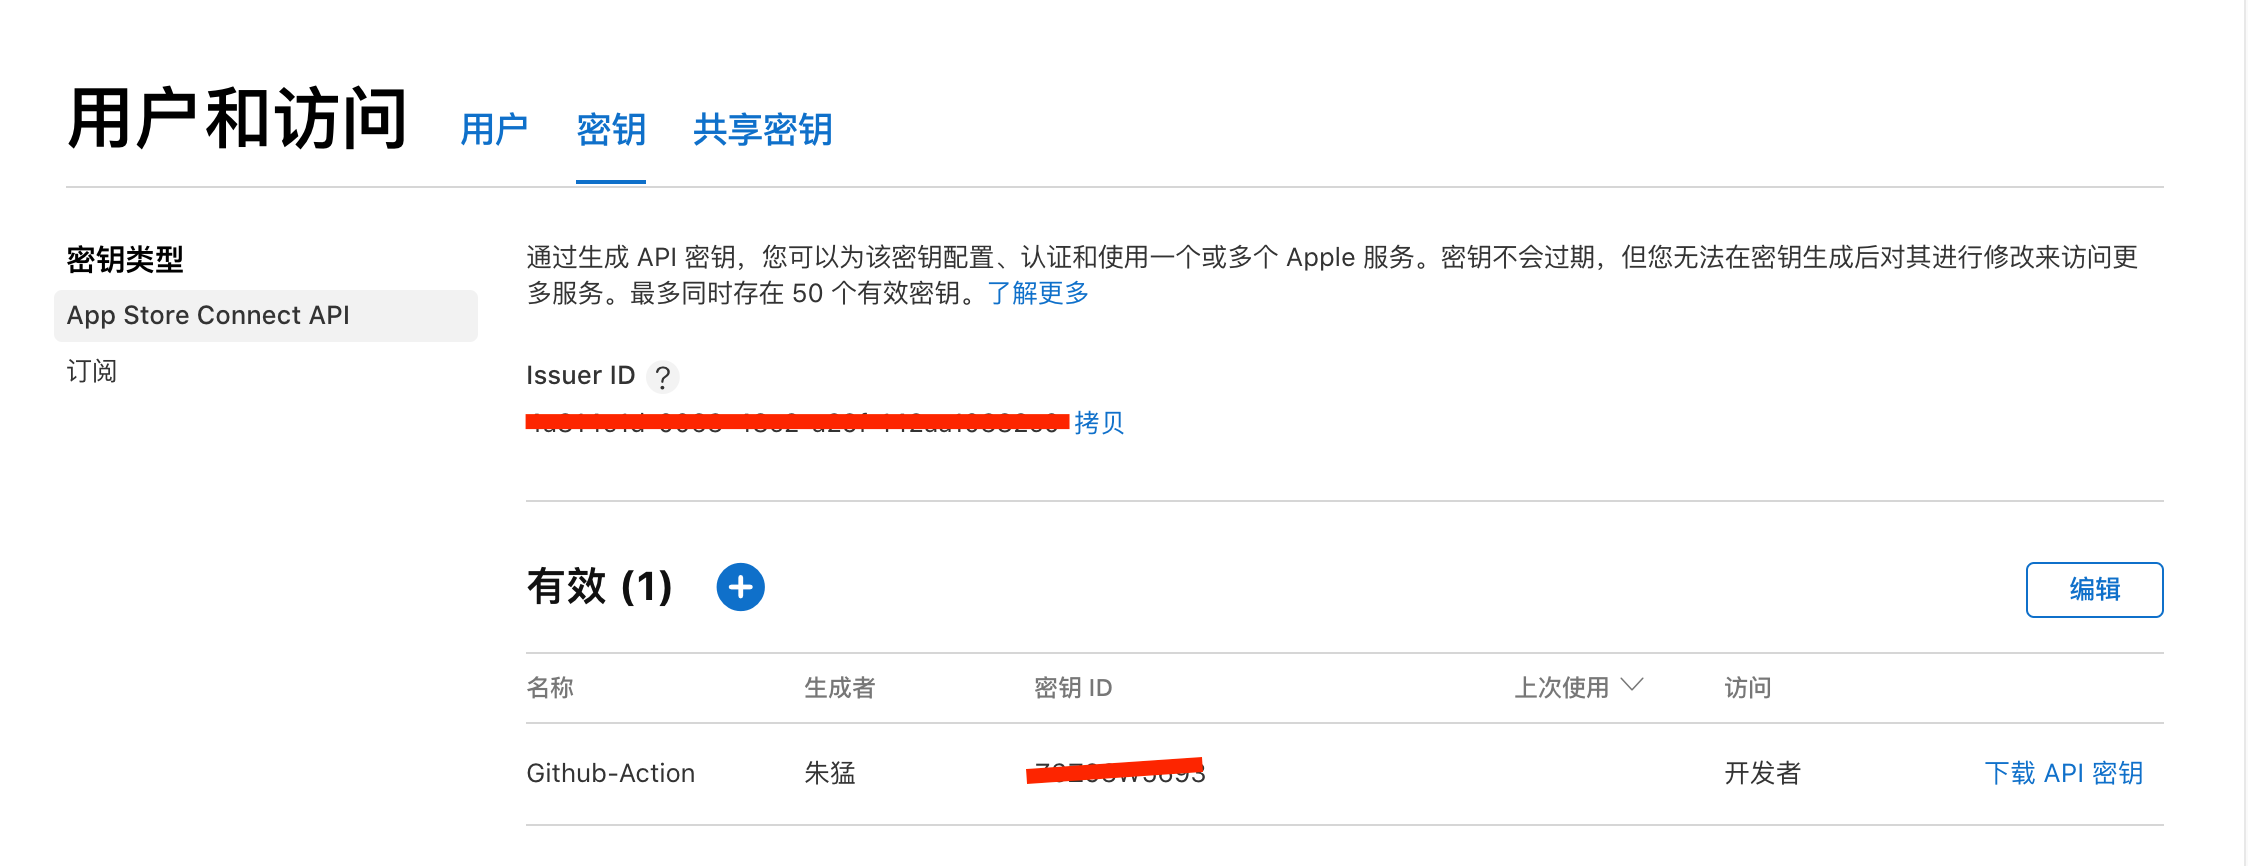 用户和访问
用户
密钥
共享密钥
密钥类型
App Store Connect API
订阅
通过生成 API 密钥，您可以为该密钥配置、认证和使用一个或多个 Apple 服务。密钥不会过期，但您无法在密钥生成后对其进行修改来访问更
多服务。最多同时存在 50 个有效密钥。了解更多
Issuer ID ?
拷贝
有效 (1)
编辑
名称 生成者 密钥 ID 上次使用 访问
Github-Action 朱猛 开发者 下载 API 密钥